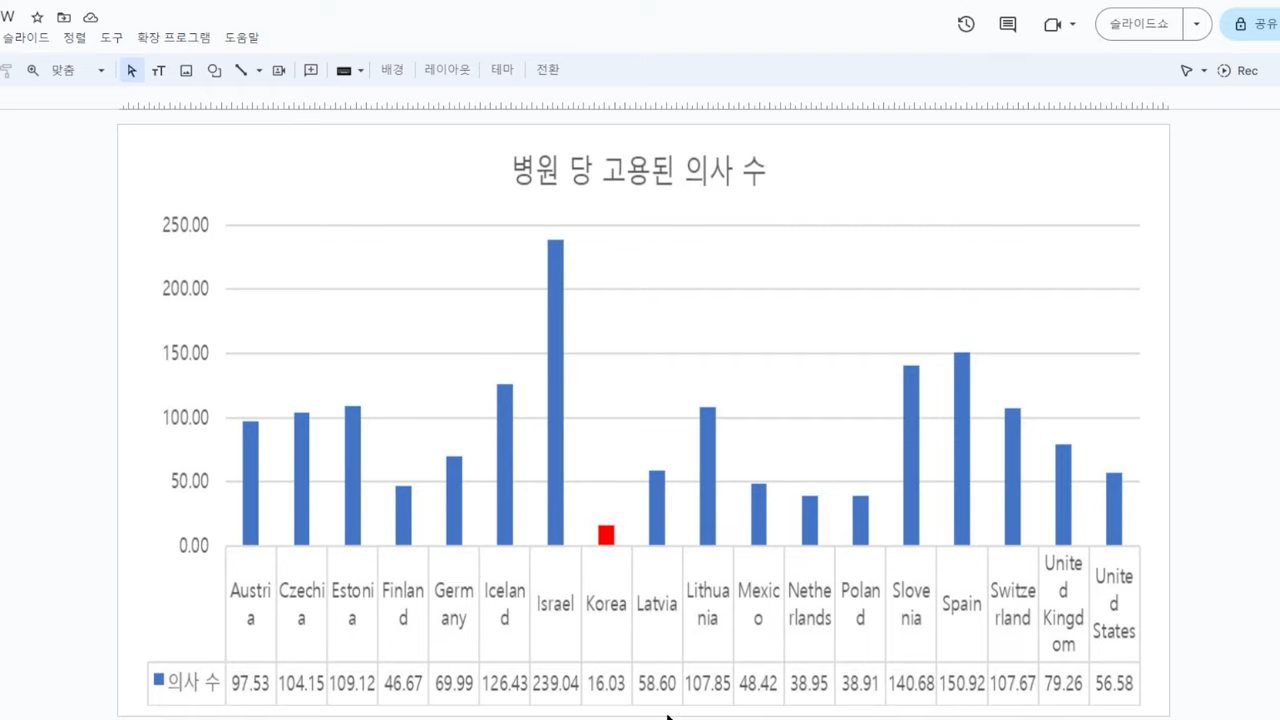 W
슬라이드 정렬 도구 확장 프로그램 도움말
슬라이드쇼
공유
맞춤
배경
레이아웃
테마
전환
Rec
병원 당 고용된 의사 수
250.00
200.00
150.00
100.00
50.00
0.00
Austri
a
Czechi
a
Estoni
a
Finlan
d
Germ
any
Icelan
d
Israel
Korea
Latvia
Lithua
nia
Mexic
o
Nethe
rlands
Polan
d
Slove
nia
Spain
Switze
rland
Unite
d
Kingd
om
Unite
d
States
의사 수 97.53 104.15 109.12 46.67 69.99 126.43 239.04 16.03 58.60 107.85 48.42 38.95 38.91 140.68 150.92 107.67 79.26 56.58